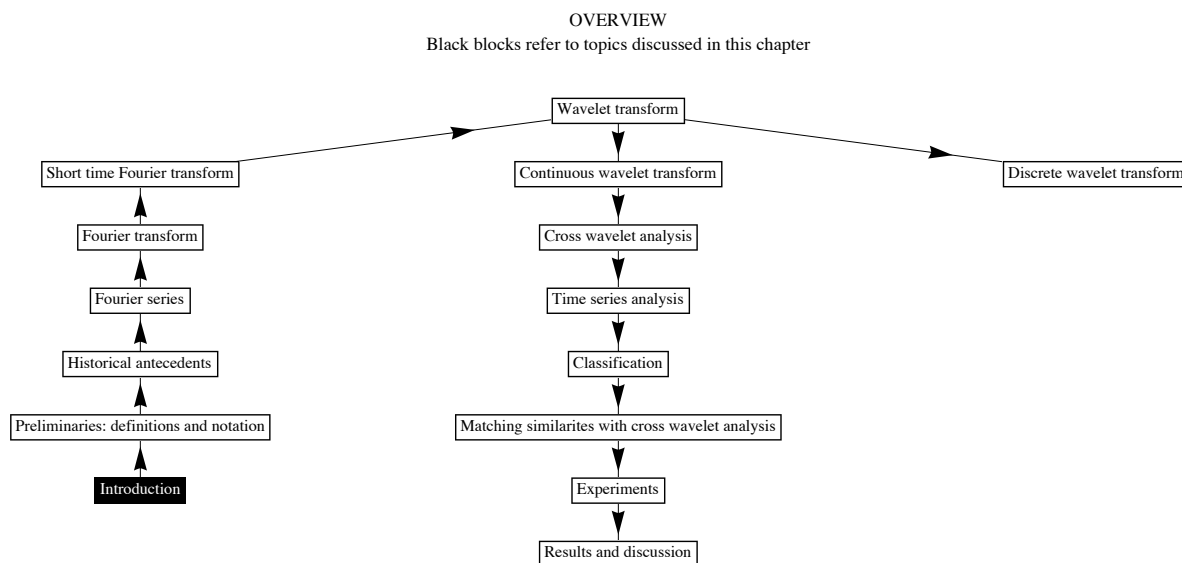 OVERVIEW
Black blocks refer to topics discussed in this chapter
Wavelet transform
Short time Fourier transform
Continuous wavelet transform
Discrete wavelet transform
Fourier transform
Cross wavelet analysis
Fourier series
Time series analysis
Historical antecedents
Classification
Preliminaries: definitions and notation
Matching similarites with cross wavelet analysis
Introduction
Experiments
Results and discussion